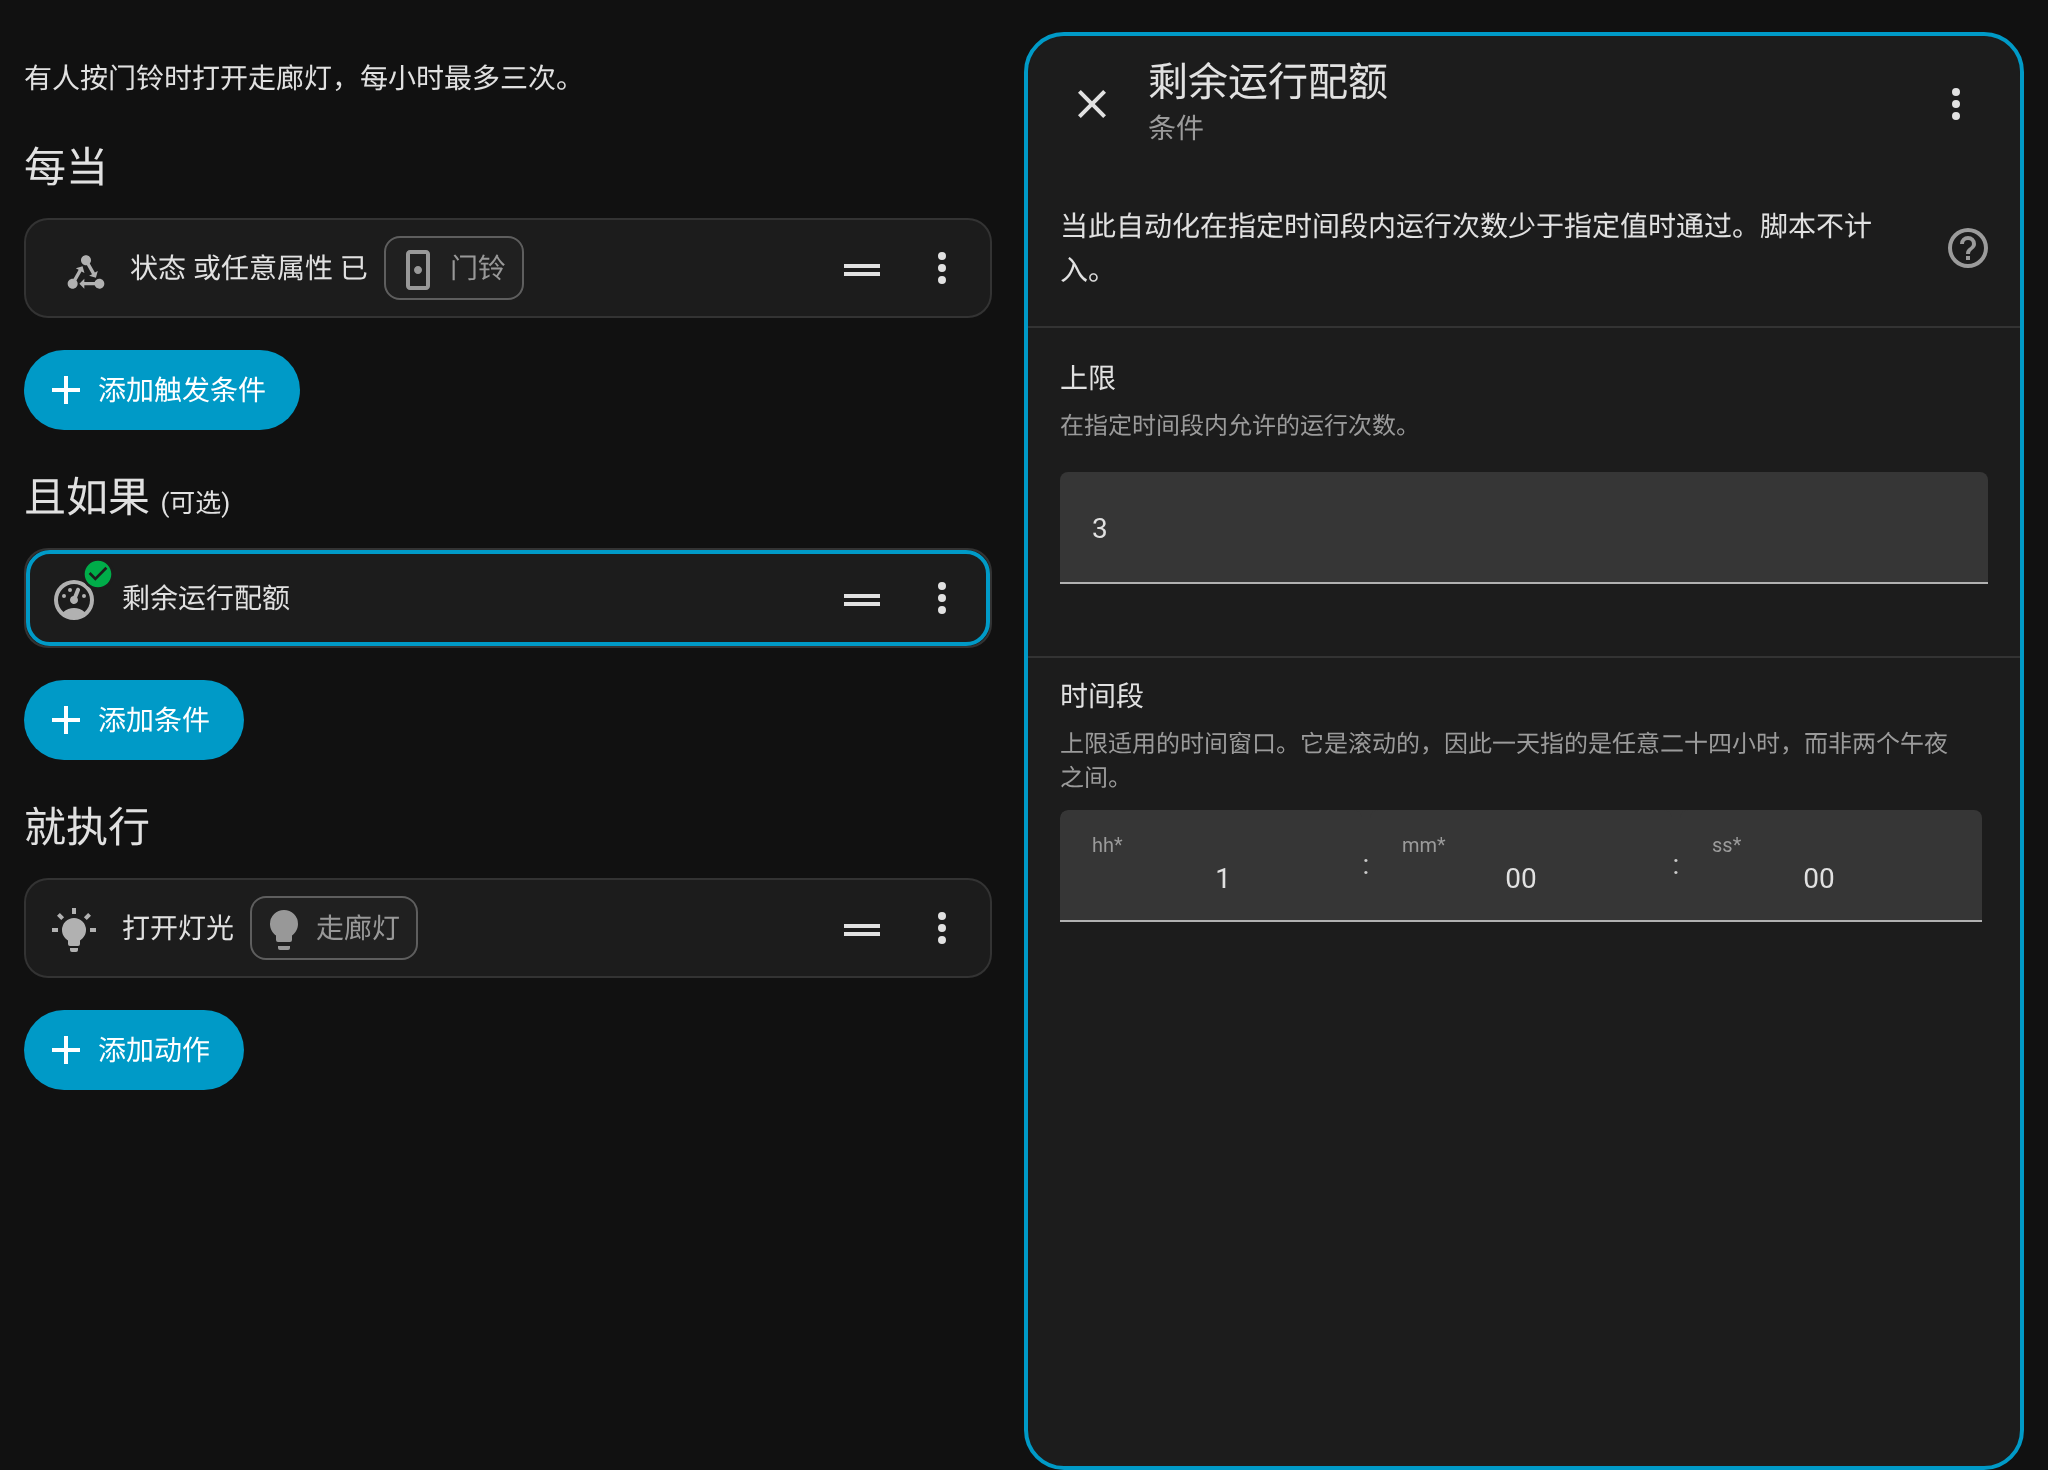 有人按门铃时打开走廊灯，每小时最多三次。
每当
状态 或任意属性 已 门铃
添加触发条件
且如果 (可选)
剩余运行配额
添加条件
就执行
打开灯光 走廊灯
添加动作
剩余运行配额
条件
当此自动化在指定时间段内运行次数少于指定值时通过。脚本不计
入。
上限
在指定时间段内允许的运行次数。
3
时间段
上限适用的时间窗口。它是滚动的，因此一天指的是任意二十四小时，而非两个午夜
之间。
hh* mm* ss*
1 : 00 : 00